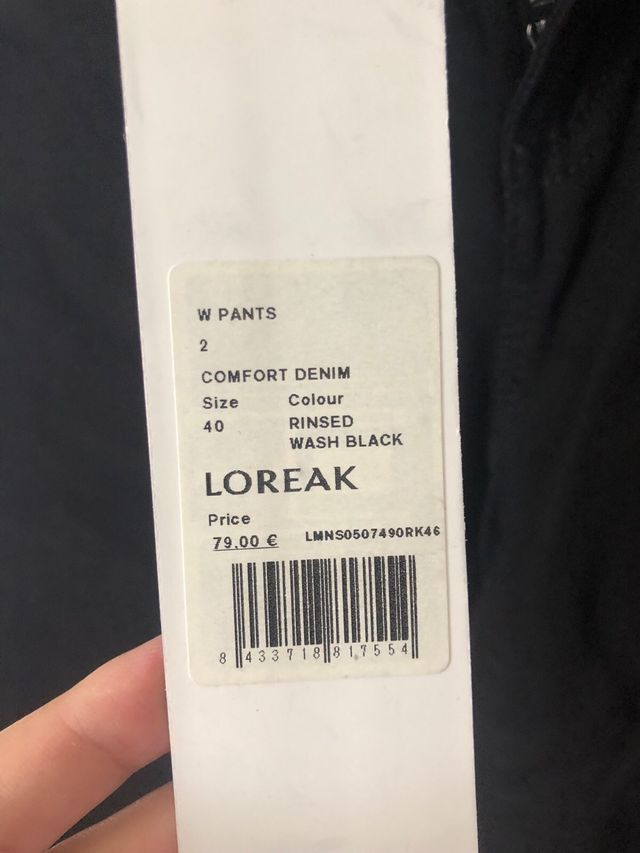 W PANTS
2
COMFORT DENIM
Size Colour
40 RINSED
WASH BLACK
LOREAK
Price
79,00 € LMNS0507490RK46
8 433718 817554